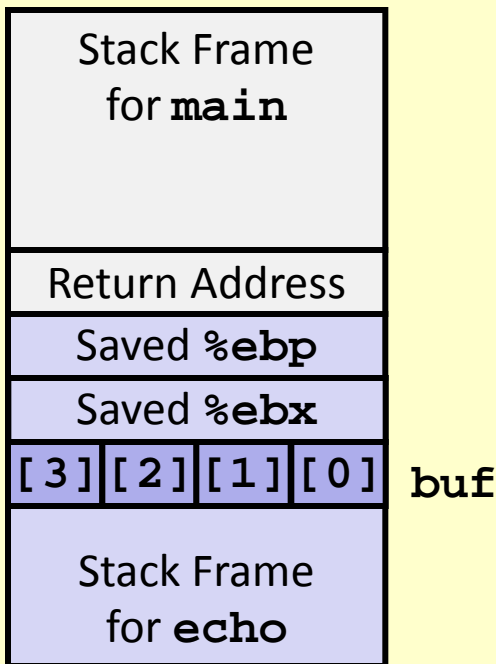 Stack Frame
for main
Return Address
Saved %ebp
Saved %ebx
[3] [2] [1] [0] buf
Stack Frame
for echo